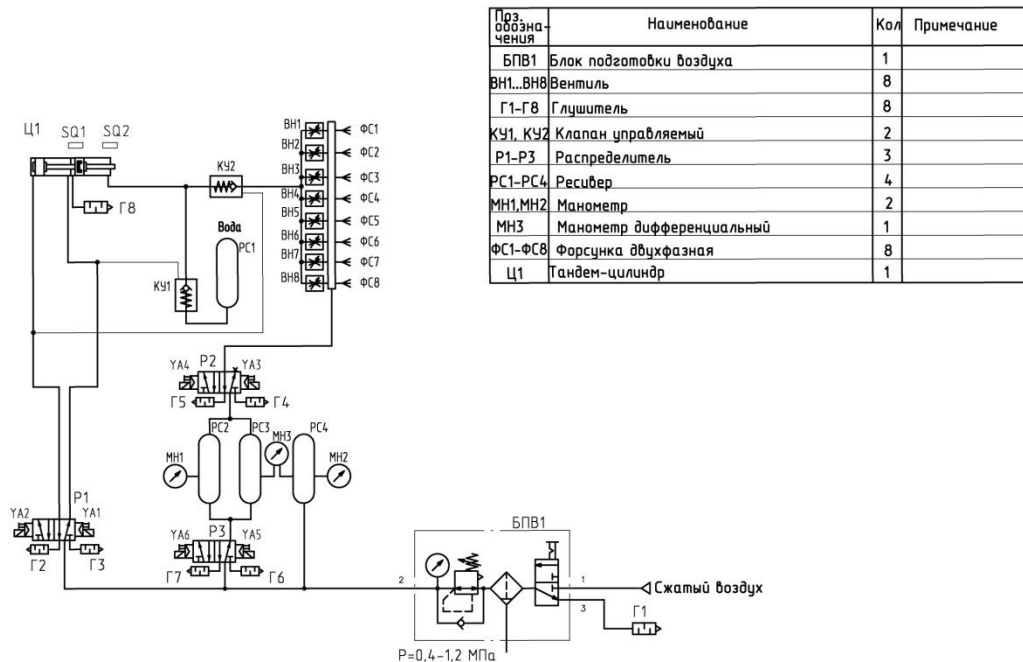 Поз. обозна-чения Наименование Кол Примечание
БПВ1 Блок подготовки воздуха 1
ВН1...ВН8 Вентиль 8
Г1-Г8 Глушитель 8
КУ1, КУ2 Клапан управляемый 2
Р1-Р3 Распределитель 3
РС1-РС4 Ресивер 4
МН1,МН2 Манометр 2
МН3 Манометр дифференциальный 1
ФС1-ФС8 Форсунка двухфазная 8
Ц1 Тандем-цилиндр 1
Ц1 SQ1 SQ2
Г8
КУ2
ВН1 ФС1
ВН2 ФС2
ВН3 ФС3
ВН4 ФС4
ВН5 ФС5
ВН6 ФС6
ВН7 ФС7
ВН8 ФС8
Вода
РС1
КУ1
YA4 Р2 YA3
Г5 Г4
РС2 РС3 МН3 РС4
МН1 МН2
Р1
YA2 YA1
Г2 Г3
YA6 Р3 YA5
Г7 Г6
БПВ1
2
1 Сжатый воздух
3
Г1
Р=0,4-1,2 МПа